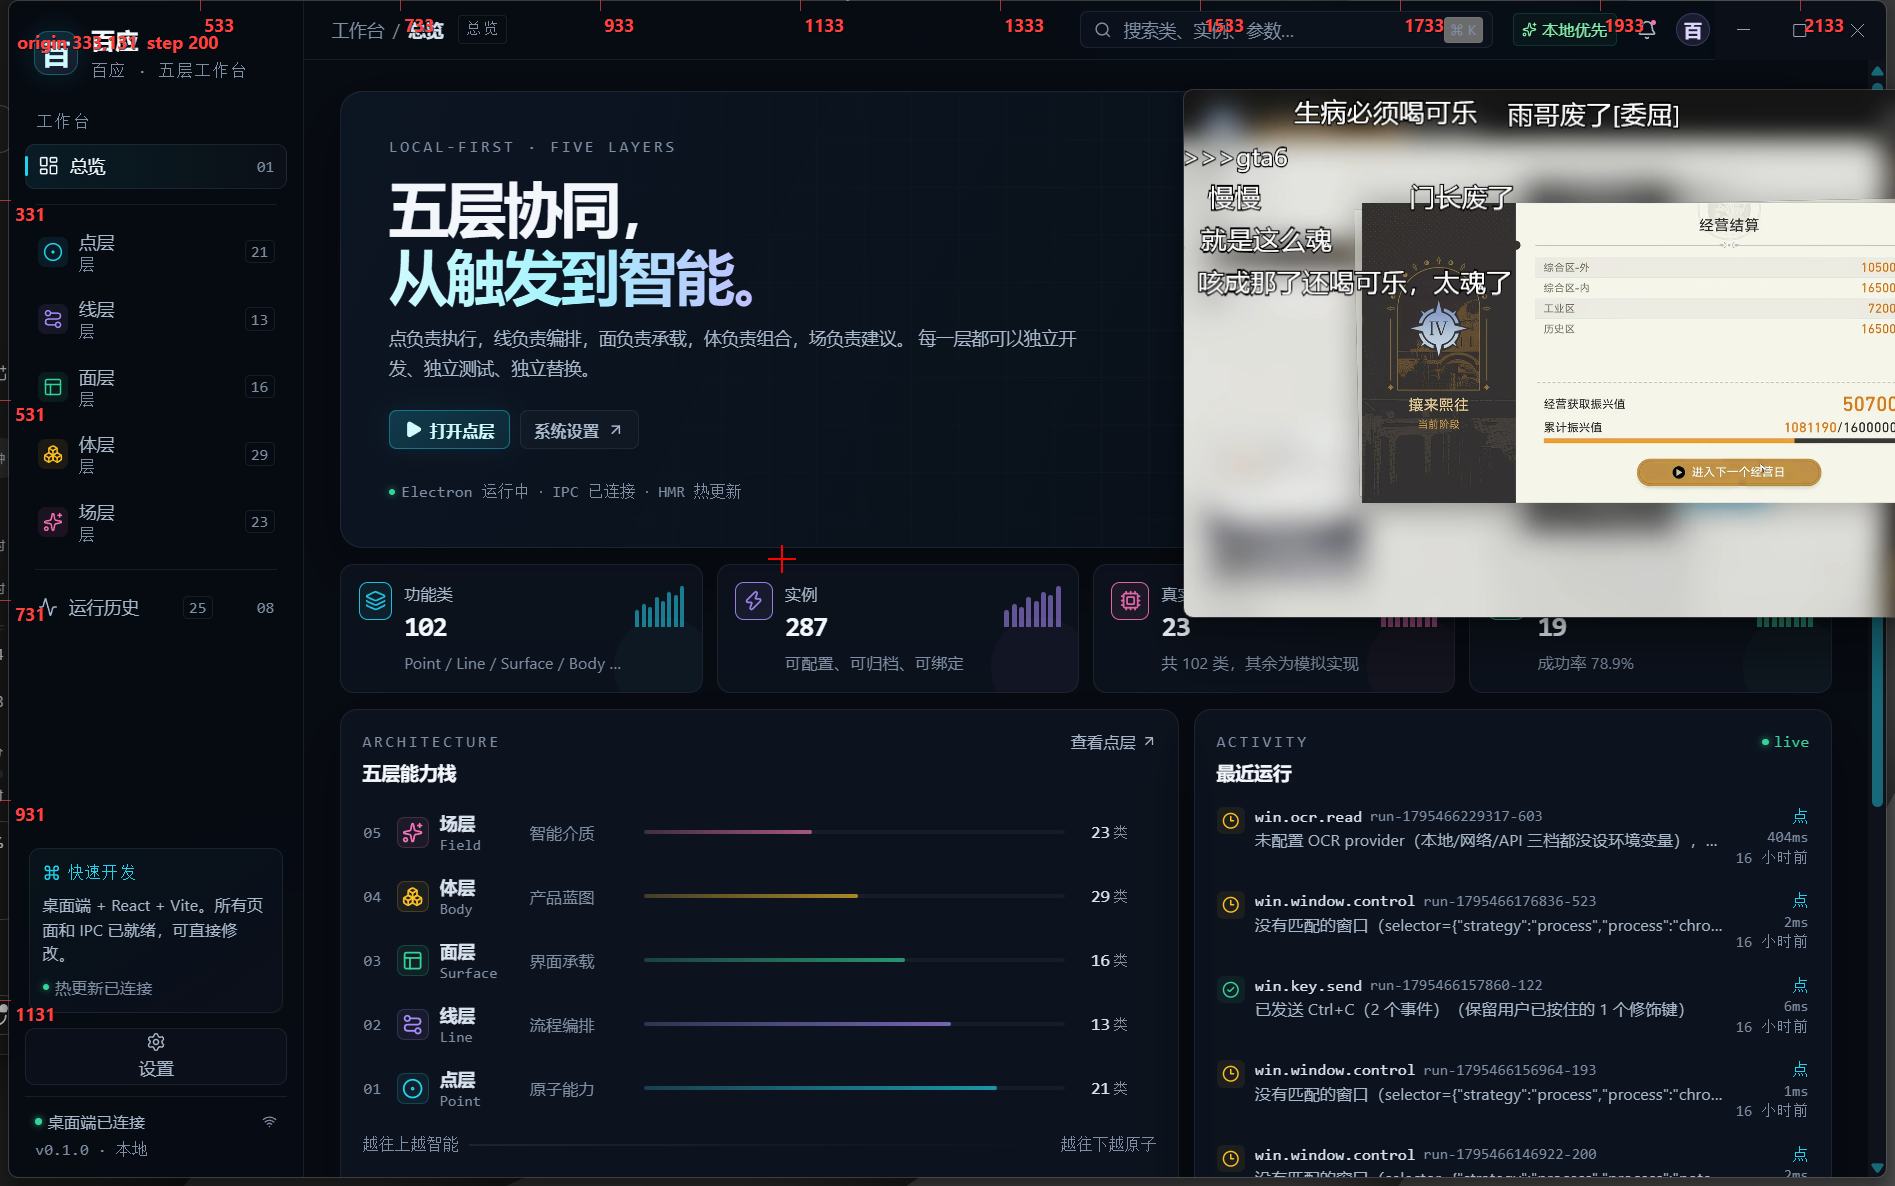 533
733
933
1133
1333
1533
1733
1933
2133
origin 333,131 step 200
百应
百应 · 五层工作台
工作台 / 总览
总览
搜索类、实例、参数...
⌘ K
本地优先
百
工作台
总览 01
331
点层
层
21
线层
层
13
面层
层
16
531
体层
层
29
场层
层
23
731
运行历史 25 08
931
快速开发
桌面端 + React + Vite。所有页
面和 IPC 已就绪，可直接修
改。
热更新已连接
1131
设置
桌面端已连接
v0.1.0 · 本地
LOCAL-FIRST · FIVE LAYERS
五层协同，
从触发到智能。
点负责执行，线负责编排，面负责承载，体负责组合，场负责建议。 每一层都可以独立开
发、独立测试、独立替换。
打开点层
系统设置
Electron 运行中 · IPC 已连接 · HMR 热更新
生病必须喝可乐
雨哥废了[委屈]
>>>gta6
慢慢
门长废了
就是这么魂
咳成那了还喝可乐，太魂了
IV
攘来熙往
当前阶段
经营结算
综合区-外 10500
综合区-内 16500
工业区 7200
历史区 16500
经营获取振兴值 50700
累计振兴值 1081190/1600000
进入下一个经营日
功能类
102
Point / Line / Surface / Body ...
实例
287
可配置、可归档、可绑定
23
共 102 类，其余为模拟实现
19
成功率 78.9%
ARCHITECTURE
查看点层
五层能力栈
05 场层 Field 智能介质 23 类
04 体层 Body 产品蓝图 29 类
03 面层 Surface 界面承载 16 类
02 线层 Line 流程编排 13 类
01 点层 Point 原子能力 21 类
越往上越智能
越往下越原子
ACTIVITY
live
最近运行
win.ocr.read run-1795466229317-603 点
未配置 OCR provider（本地/网络/API 三档都没设环境变量），... 404ms
16 小时前
win.window.control run-1795466176836-523 点
没有匹配的窗口（selector={"strategy":"process","process":"chro... 2ms
16 小时前
win.key.send run-1795466157860-122 点
已发送 Ctrl+C（2 个事件）（保留用户已按住的 1 个修饰键） 6ms
16 小时前
win.window.control run-1795466156964-193 点
没有匹配的窗口（selector={"strategy":"process","process":"chro... 1ms
16 小时前
win.window.control run-1795466146922-200 点